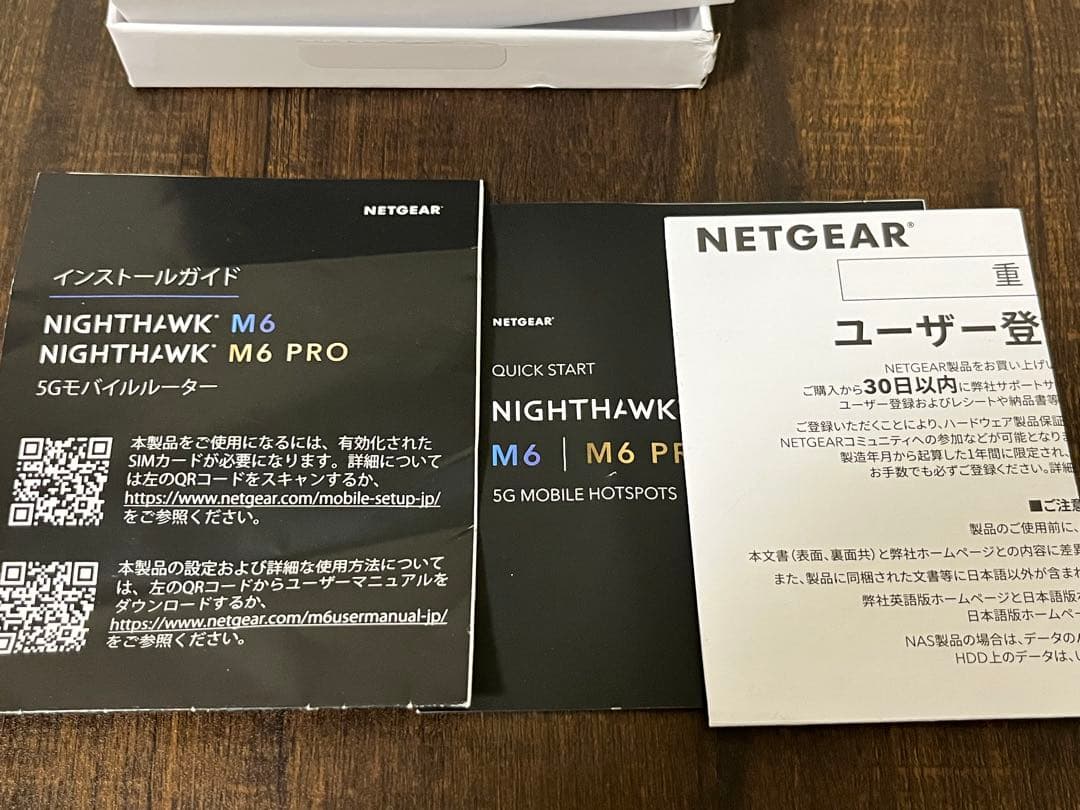 NETGEAR
インストールガイド
NIGHTHAWK® M6
NIGHTHAWK® M6 PRO
5Gモバイルルーター
本製品をご使用になるには、有効化された
SIMカードが必要になります。詳細について
は左のQRコードをスキャンするか、
https://www.netgear.com/mobile-setup-jp/
をご参照ください。
本製品の設定および詳細な使用方法について
は、左のQRコードからユーザーマニュアルを
ダウンロードするか、
https://www.netgear.com/m6usermanual-jp/
をご参照ください。
NETGEAR
QUICK START
NIGHTHAWK
M6 | M6 PR
5G MOBILE HOTSPOTS
NETGEAR®
重
ユーザー登
NETGEAR製品をお買い上げい
ご購入から30日以内に弊社サポートサ
ユーザー登録およびレシートや納品書等
ご登録いただくことにより、ハードウェア製品保証
NETGEARコミュニティへの参加などが可能となりま
製造年月から起算した1年間に限定され、
お手数でも必ずご登録ください。詳細
■ご注意
製品のご使用前に、
本文書（表面、裏面共）と弊社ホームページとの内容に差異
また、製品に同梱された文書等に日本語以外が含まれ
弊社英語版ホームページと日本語版ホ
日本語版ホームペー
NAS製品の場合は、データのバ
HDD上のデータは、い